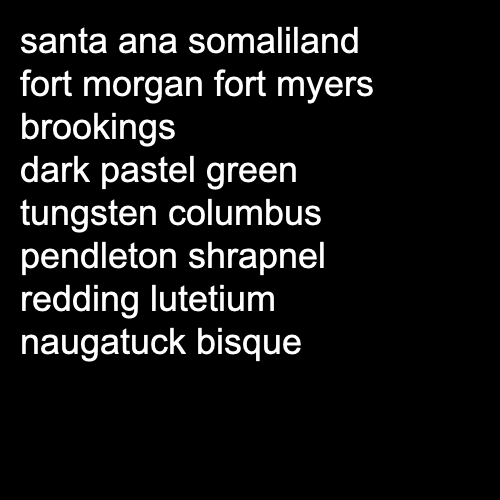 santa ana somaliland
fort morgan fort myers
brookings
dark pastel green
tungsten columbus
pendleton shrapnel
redding lutetium
naugatuck bisque